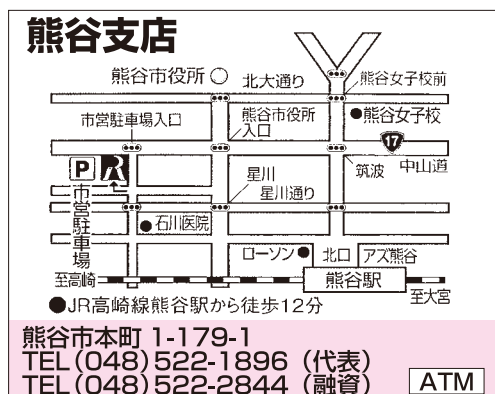 熊谷支店
熊谷市役所
北大通り
熊谷女子校前
市営駐車場入口
熊谷市役所
入口
熊谷女子校
17
中山道
P R
筑波
市営駐車場
星川
星川通り
石川医院
ローソン
北口
アズ熊谷
至高崎
熊谷駅
至大宮
●JR高崎線熊谷駅から徒歩12分
熊谷市本町 1-179-1
TEL(048)522-1896(代表)
TEL(048)522-2844(融資)
ATM